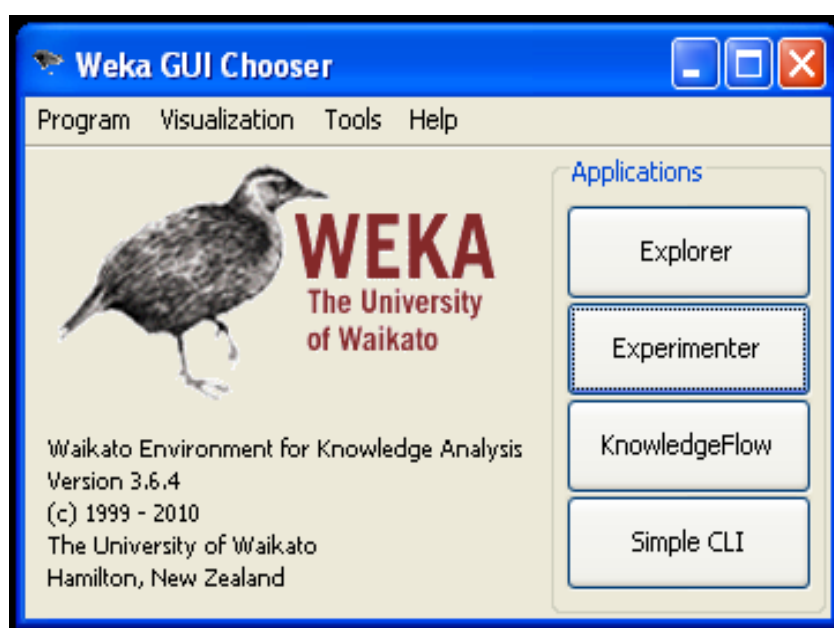 Weka GUI Chooser
Program Visualization Tools Help
WEKA
The University
of Waikato
Waikato Environment for Knowledge Analysis
Version 3.6.4
(c) 1999 - 2010
The University of Waikato
Hamilton, New Zealand
Applications
Explorer
Experimenter
KnowledgeFlow
Simple CLI